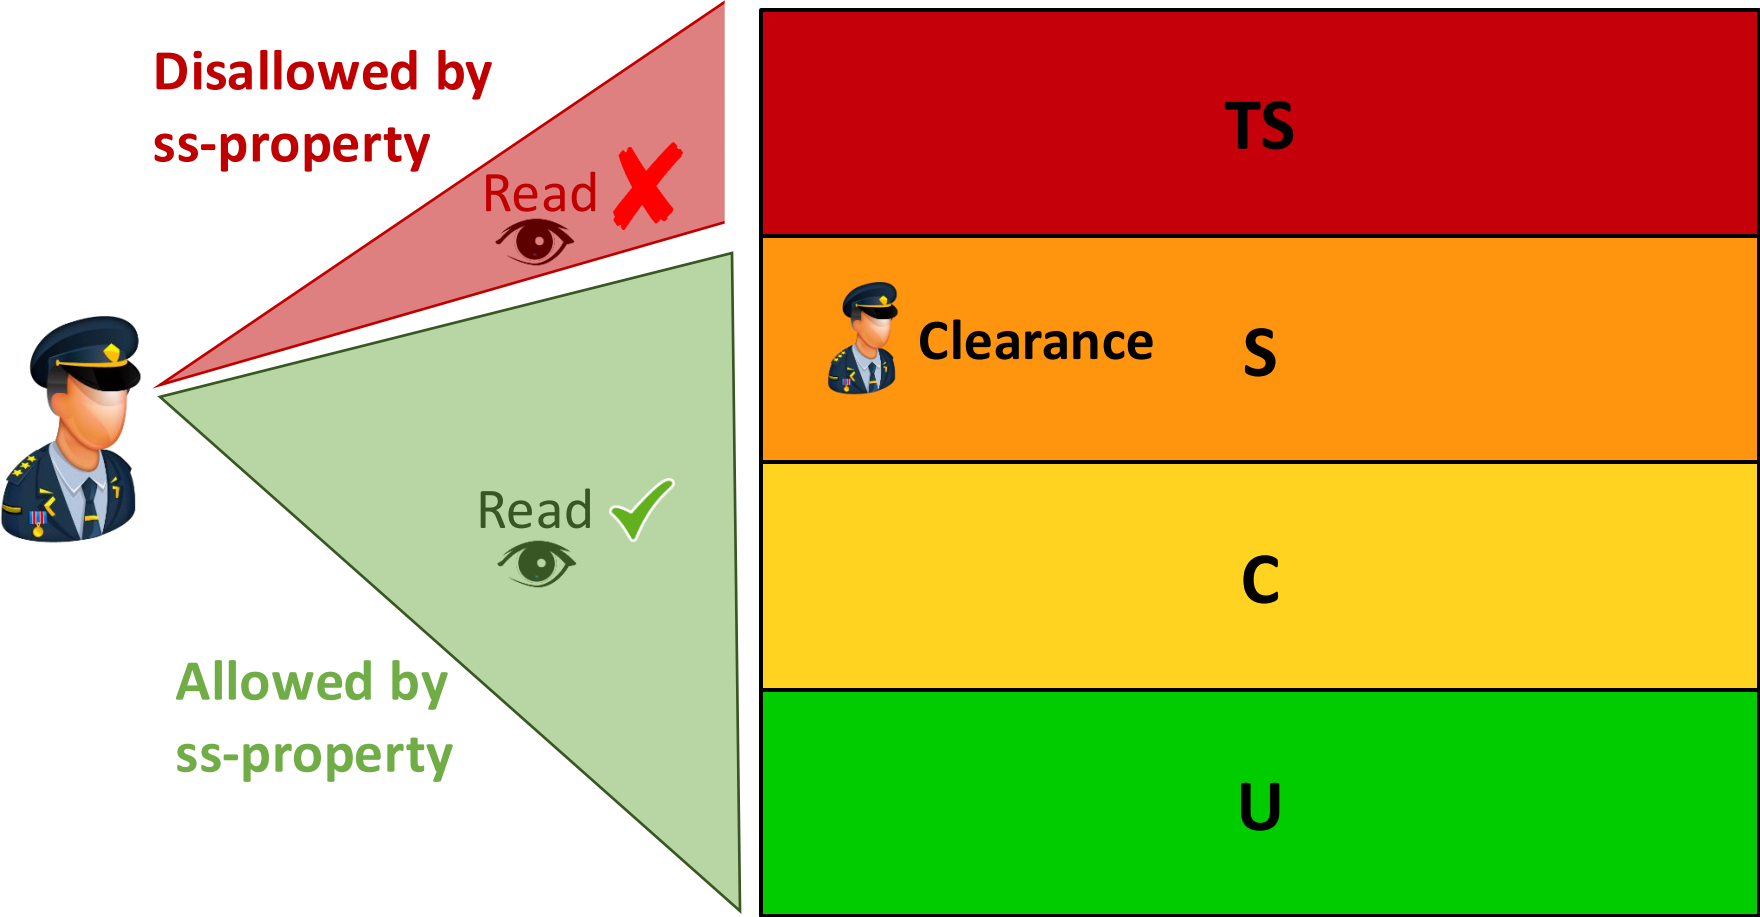 Disallowed by
ss-property
Read
TS
Clearance
S
Read
C
Allowed by
ss-property
U